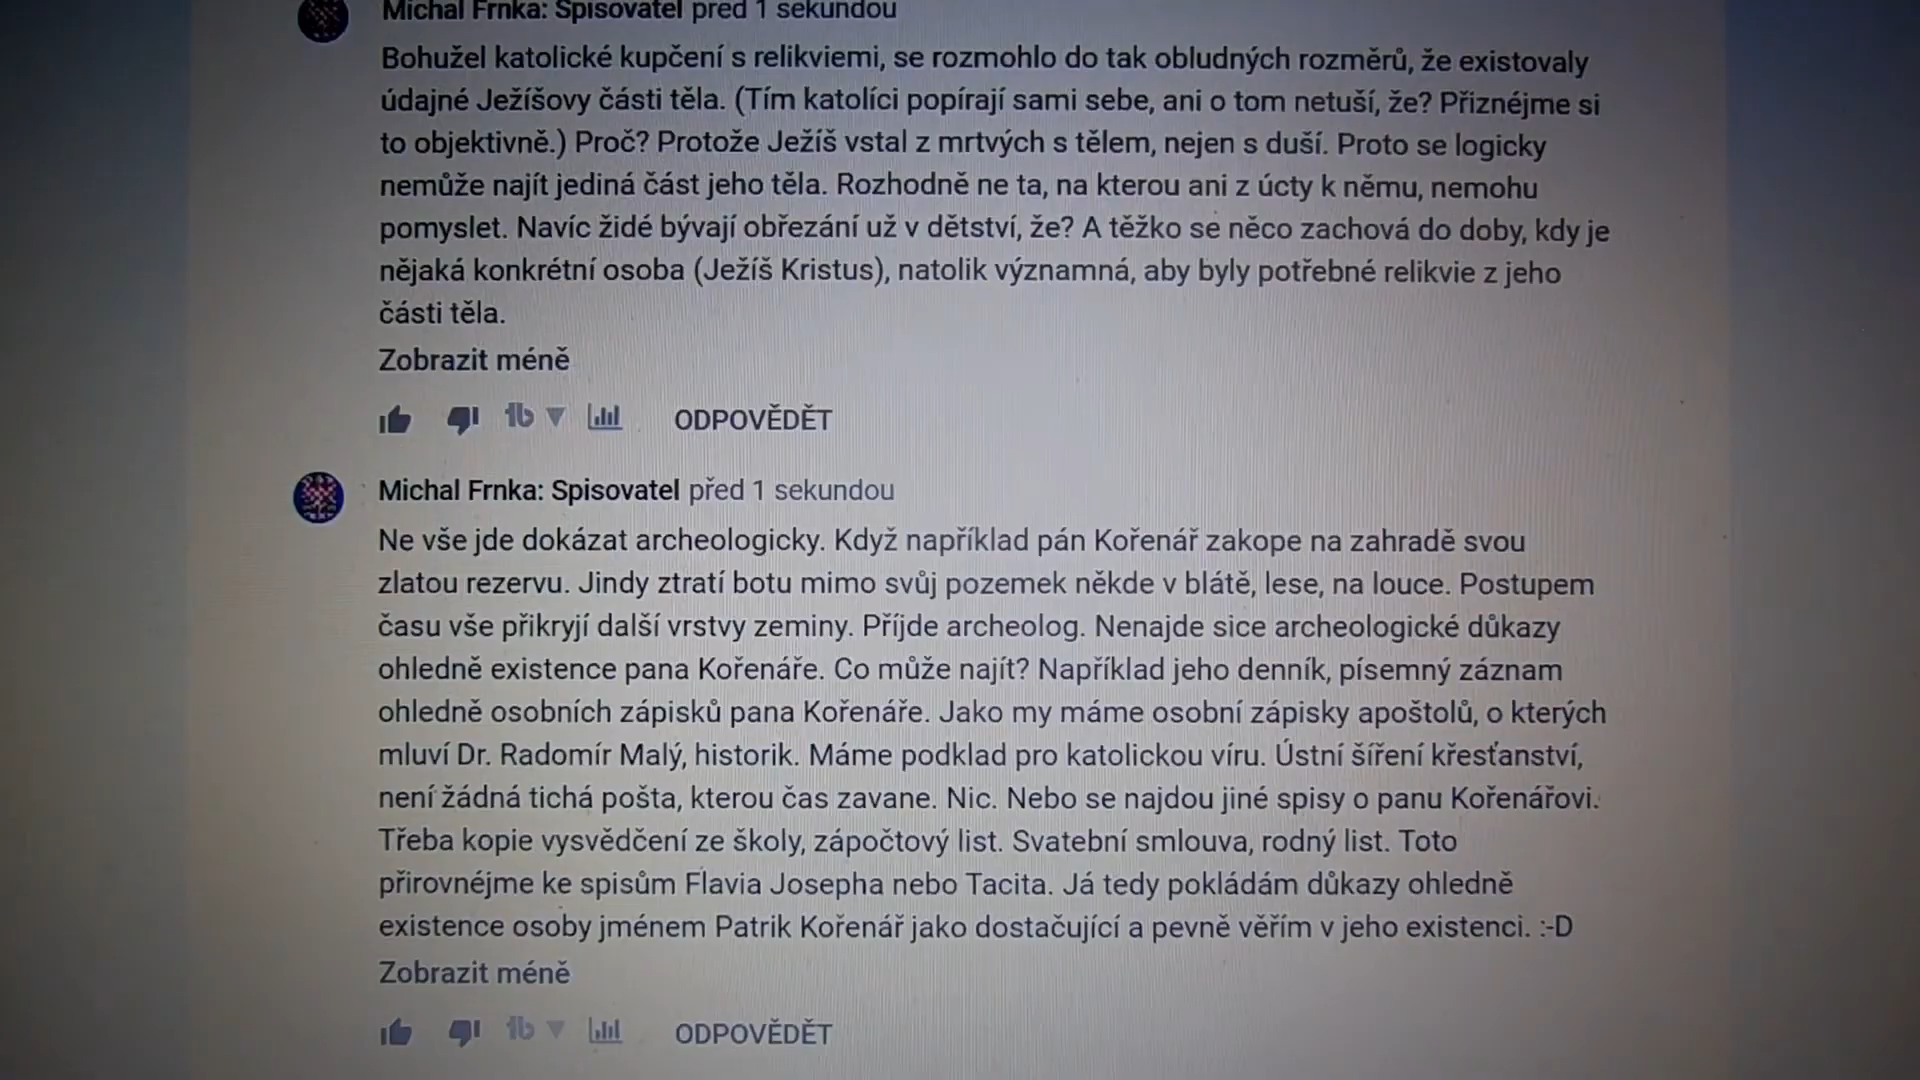 Michal Frnka: Spisovatel před 1 sekundou
Bohužel katolické kupčení s relikviemi, se rozmohlo do tak obludných rozměrů, že existovaly
údajné Ježíšovy části těla. (Tím katolíci popírají sami sebe, ani o tom netuší, že? Přiznéjme si
to objektivně.) Proč? Protože Ježíš vstal z mrtvých s tělem, nejen s duší. Proto se logicky
nemůže najít jediná část jeho těla. Rozhodně ne ta, na kterou ani z úcty k němu, nemohu
pomyslet. Navíc židé bývají obřezání už v dětství, že? A těžko se něco zachová do doby, kdy je
nějaká konkrétní osoba (Ježíš Kristus), natolik významná, aby byly potřebné relikvie z jeho
části těla.
Zobrazit méně
ODPOVĚDĚT
Michal Frnka: Spisovatel před 1 sekundou
Ne vše jde dokázat archeologicky. Když například pán Kořenář zakope na zahradě svou
zlatou rezervu. Jindy ztratí botu mimo svůj pozemek někde v blátě, lese, na louce. Postupem
času vše přikryjí další vrstvy zeminy. Příjde archeolog. Nenajde sice archeologické důkazy
ohledně existence pana Kořenáře. Co může najít? Například jeho denník, písemný záznam
ohledně osobních zápisků pana Kořenáře. Jako my máme osobní zápisky apoštolů, o kterých
mluví Dr. Radomír Malý, historik. Máme podklad pro katolickou víru. Ústní šíření křesťanství,
není žádná tichá pošta, kterou čas zavane. Nic. Nebo se najdou jiné spisy o panu Kořenářovi.
Třeba kopie vysvědčení ze školy, zápočtový list. Svatební smlouva, rodný list. Toto
přirovnéjme ke spisům Flavia Josepha nebo Tacita. Já tedy pokládám důkazy ohledně
existence osoby jménem Patrik Kořenář jako dostačující a pevně věřím v jeho existenci. :-D
Zobrazit méně
ODPOVĚDĚT